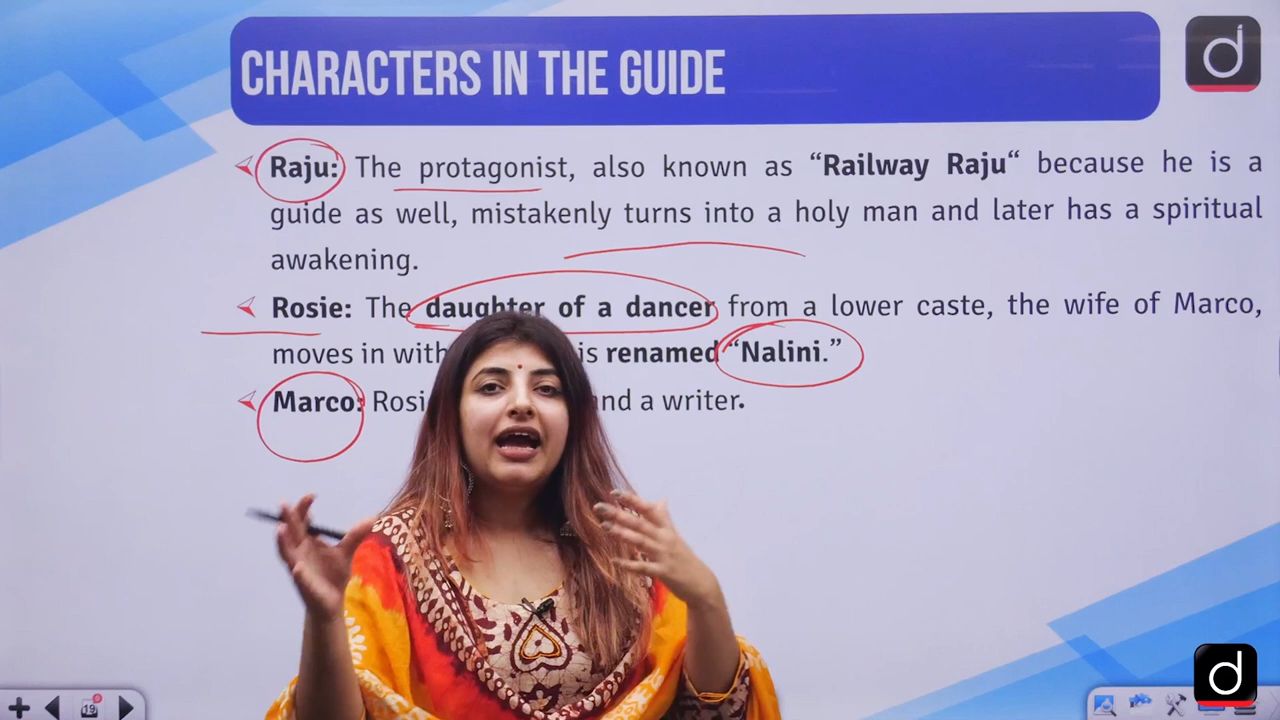 CHARACTERS IN THE GUIDE
Raju: The protagonist, also known as “Railway Raju“ because he is a
guide as well, mistakenly turns into a holy man and later has a spiritual
awakening.
Rosie: The daughter of a dancer from a lower caste, the wife of Marco,
moves in with is renamed “Nalini.”
Marco: Rosi and a writer.
d
19
d